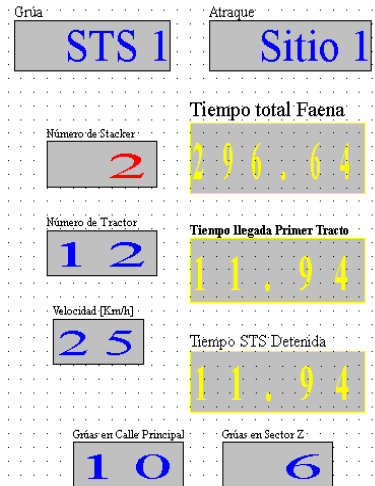 Grúa
Atraque
STS 1
Sitio 1
Tiempo total Faena
Número de Stacker
296.64
2
Número de Tractor
Tiempo llegada Primer Tracto
12
11.94
Velocidad [Km/h]
25
Tiempo STS Detenida
11.94
Grúas en Calle Principal
Grúas en Sector Z
10
6